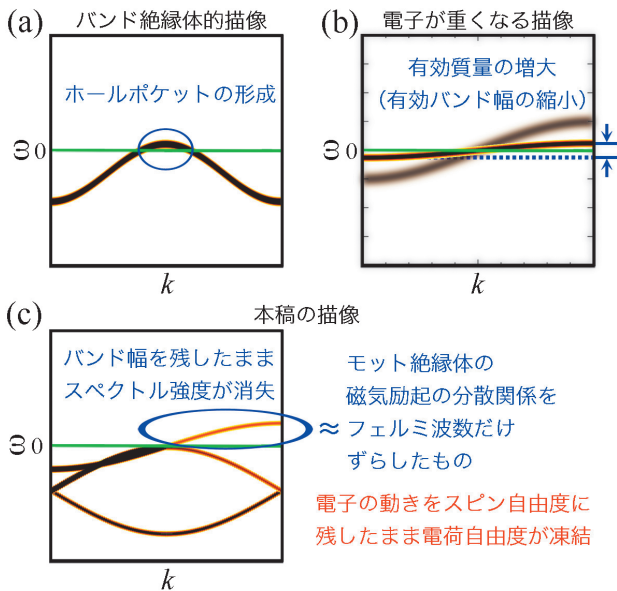 (a) バンド絶縁体的描像
ホールポケットの形成
ω
0
k
(b) 電子が重くなる描像
有効質量の増大
（有効バンド幅の縮小）
ω
0
k
(c) 本稿の描像
バンド幅を残したまま
スペクトル強度が消失
ω
0
k
≈
モット絶縁体の
磁気励起の分散関係を
フェルミ波数だけ
ずらしたもの
電子の動きをスピン自由度に
残したまま電荷自由度が凍結